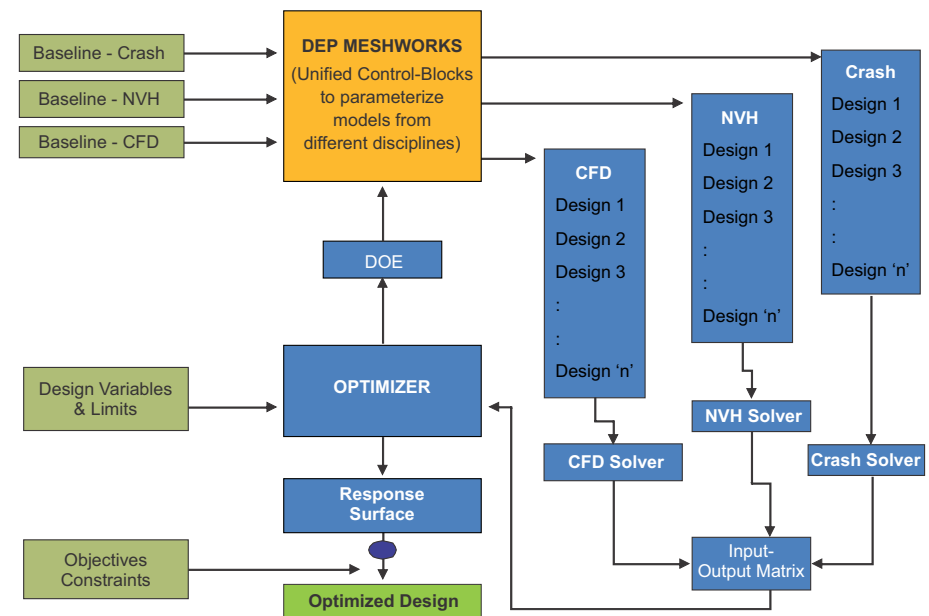 Baseline - Crash
Baseline - NVH
Baseline - CFD
DEP MESHWORKS
(Unified Control-Blocks
to parameterize
models from
different disciplines)
DOE
Design Variables
& Limits
OPTIMIZER
Response
Surface
Objectives
Constraints
Optimized Design
CFD
Design 1
Design 2
Design 3
:
:
Design ‘n’
CFD Solver
NVH
Design 1
Design 2
Design 3
:
:
Design ‘n’
NVH Solver
Crash
Design 1
Design 2
Design 3
:
:
Design ‘n’
Crash Solver
Input-
Output Matrix